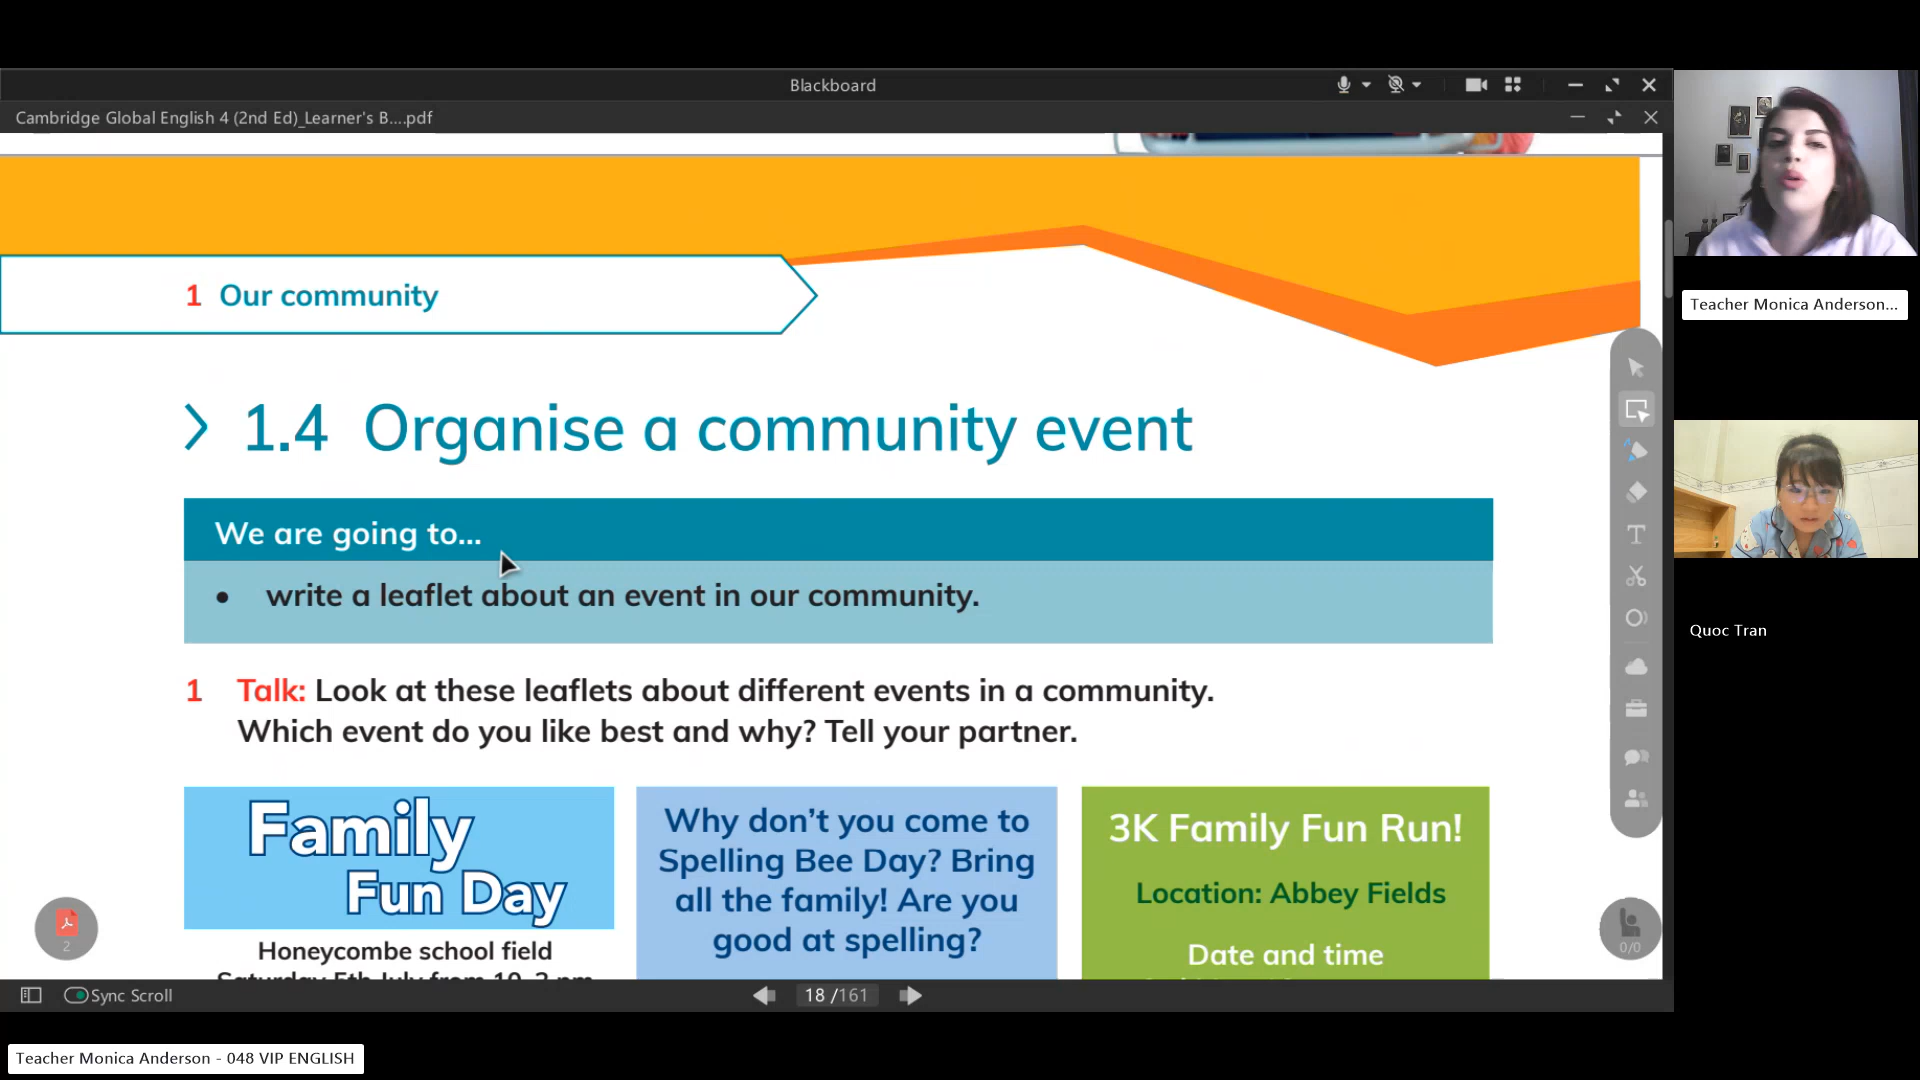 Blackboard
Cambridge Global English 4 (2nd Ed)_Learner's B....pdf
1 Our community
1.4 Organise a community event
We are going to...
• write a leaflet about an event in our community.
1 Talk: Look at these leaflets about different events in a community.
Which event do you like best and why? Tell your partner.
Family
Fun Day
Honeycombe school field
Why don't you come to
Spelling Bee Day? Bring
all the family! Are you
good at spelling?
3K Family Fun Run!
Location: Abbey Fields
Date and time
2
0/0
Sync Scroll
18 /161
Teacher Monica Anderson...
Quoc Tran
Teacher Monica Anderson - 048 VIP ENGLISH